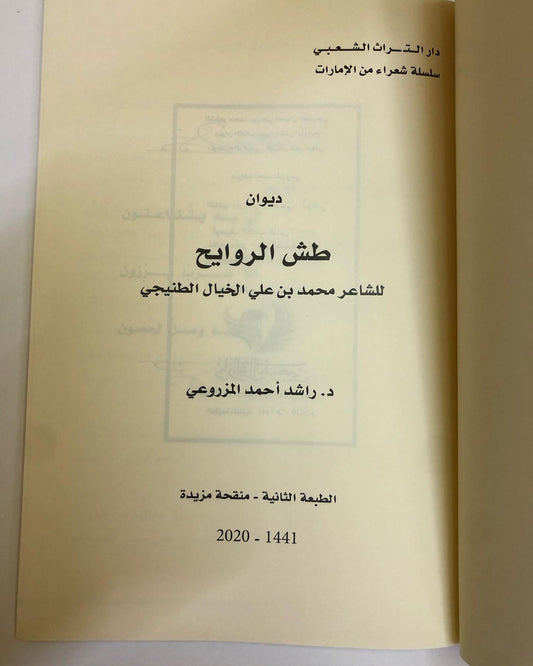 دار التراث الشعبي
سلسلة شعراء من الإمارات
ديوان
طش الروايح
للشاعر محمد بن علي الخيال الطنيجي
د. راشد أحمد المزروعي
الطبعة الثانية - منقحة مزيدة
1441 - 2020